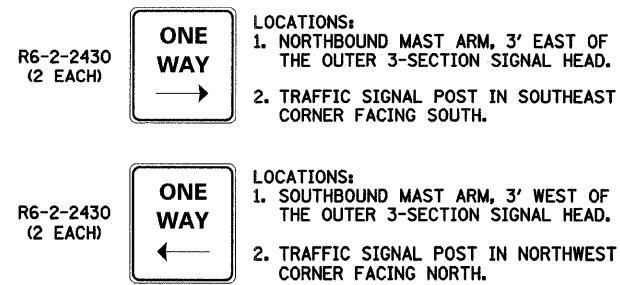 R6-2-2430
(2 EACH)
ONE
WAY
LOCATIONS:
1. NORTHBOUND MAST ARM, 3' EAST OF
THE OUTER 3-SECTION SIGNAL HEAD.
2. TRAFFIC SIGNAL POST IN SOUTHEAST
CORNER FACING SOUTH.
R6-2-2430
(2 EACH)
ONE
WAY
LOCATIONS:
1. SOUTHBOUND MAST ARM, 3' WEST OF
THE OUTER 3-SECTION SIGNAL HEAD.
2. TRAFFIC SIGNAL POST IN NORTHWEST
CORNER FACING NORTH.